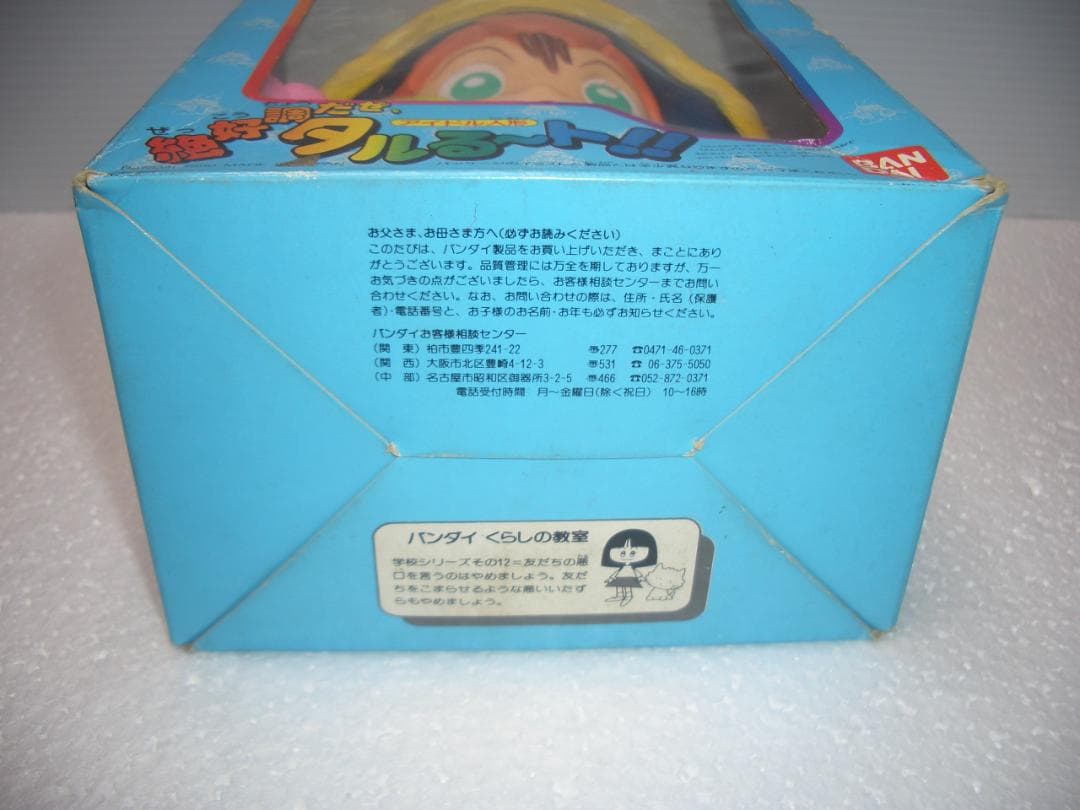 ぜっこう
絶好調だぜ、
アイドル人形
タルる〜ト!!
お父さま、お母さま方へ(必ずお読みください)
このたびは、バンダイ製品をお買い上げいただき、まことにあり
がとうございます。品質管理には万全を期しておりますが、万一
お気づきの点がございましたら、お客様相談センターまでお問い
合わせください。なお、お問い合わせの際は、住所・氏名(保護
者)・電話番号と、お子様のお名前・お年も必ずお知らせください。
バンダイお客様相談センター
(関 東) 柏市豊四季241-22 〠277 ☎0471-46-0371
(関 西) 大阪市北区豊崎4-12-3 〠531 ☎06-375-5050
(中 部) 名古屋市昭和区御器所3-2-5 〠466 ☎052-872-0371
電話受付時間 月〜金曜日(除く祝日) 10〜16時
バンダイ くらしの教室
学校シリーズその12=友だちの悪
口を言うのはやめましょう。友だ
ちをこまらせるような悪いいたず
らもやめましょう。